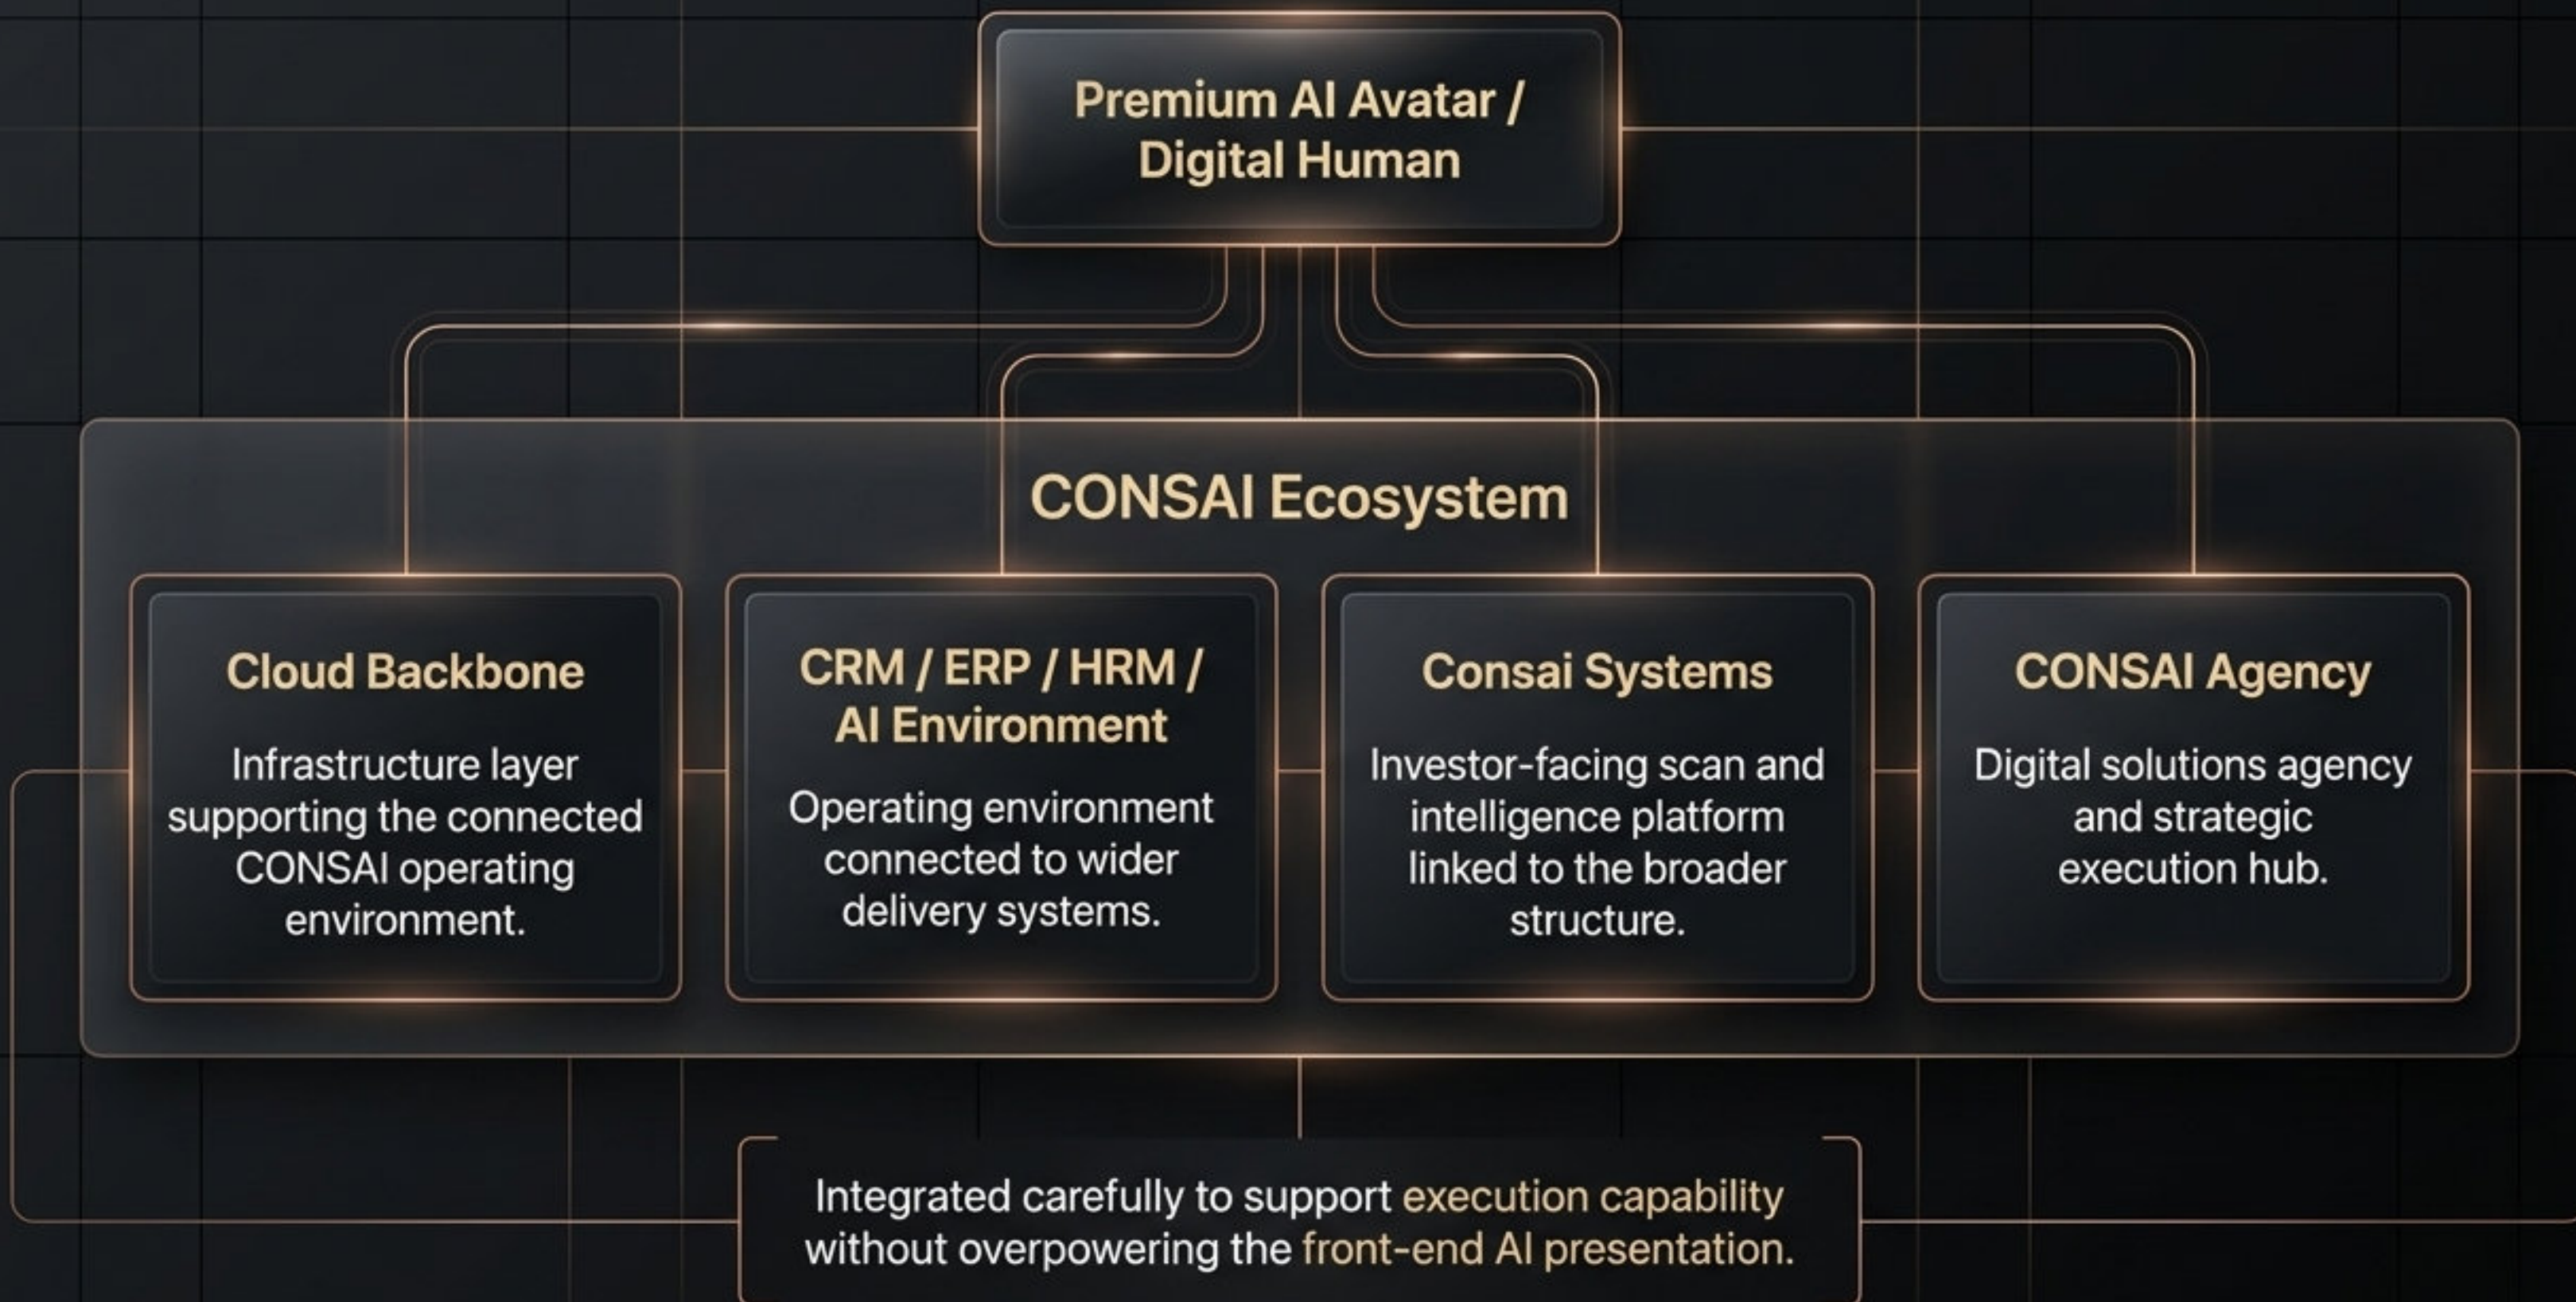 Premium AI Avatar /
Digital Human
CONSAI Ecosystem
Cloud Backbone
Infrastructure layer
supporting the connected
CONSAI operating
environment.
CRM / ERP / HRM /
AI Environment
Operating environment
connected to wider
delivery systems.
Consai Systems
Investor-facing scan and
intelligence platform
linked to the broader
structure.
CONSAI Agency
Digital solutions agency
and strategic
execution hub.
Integrated carefully to support execution capability
without overpowering the front-end AI presentation.